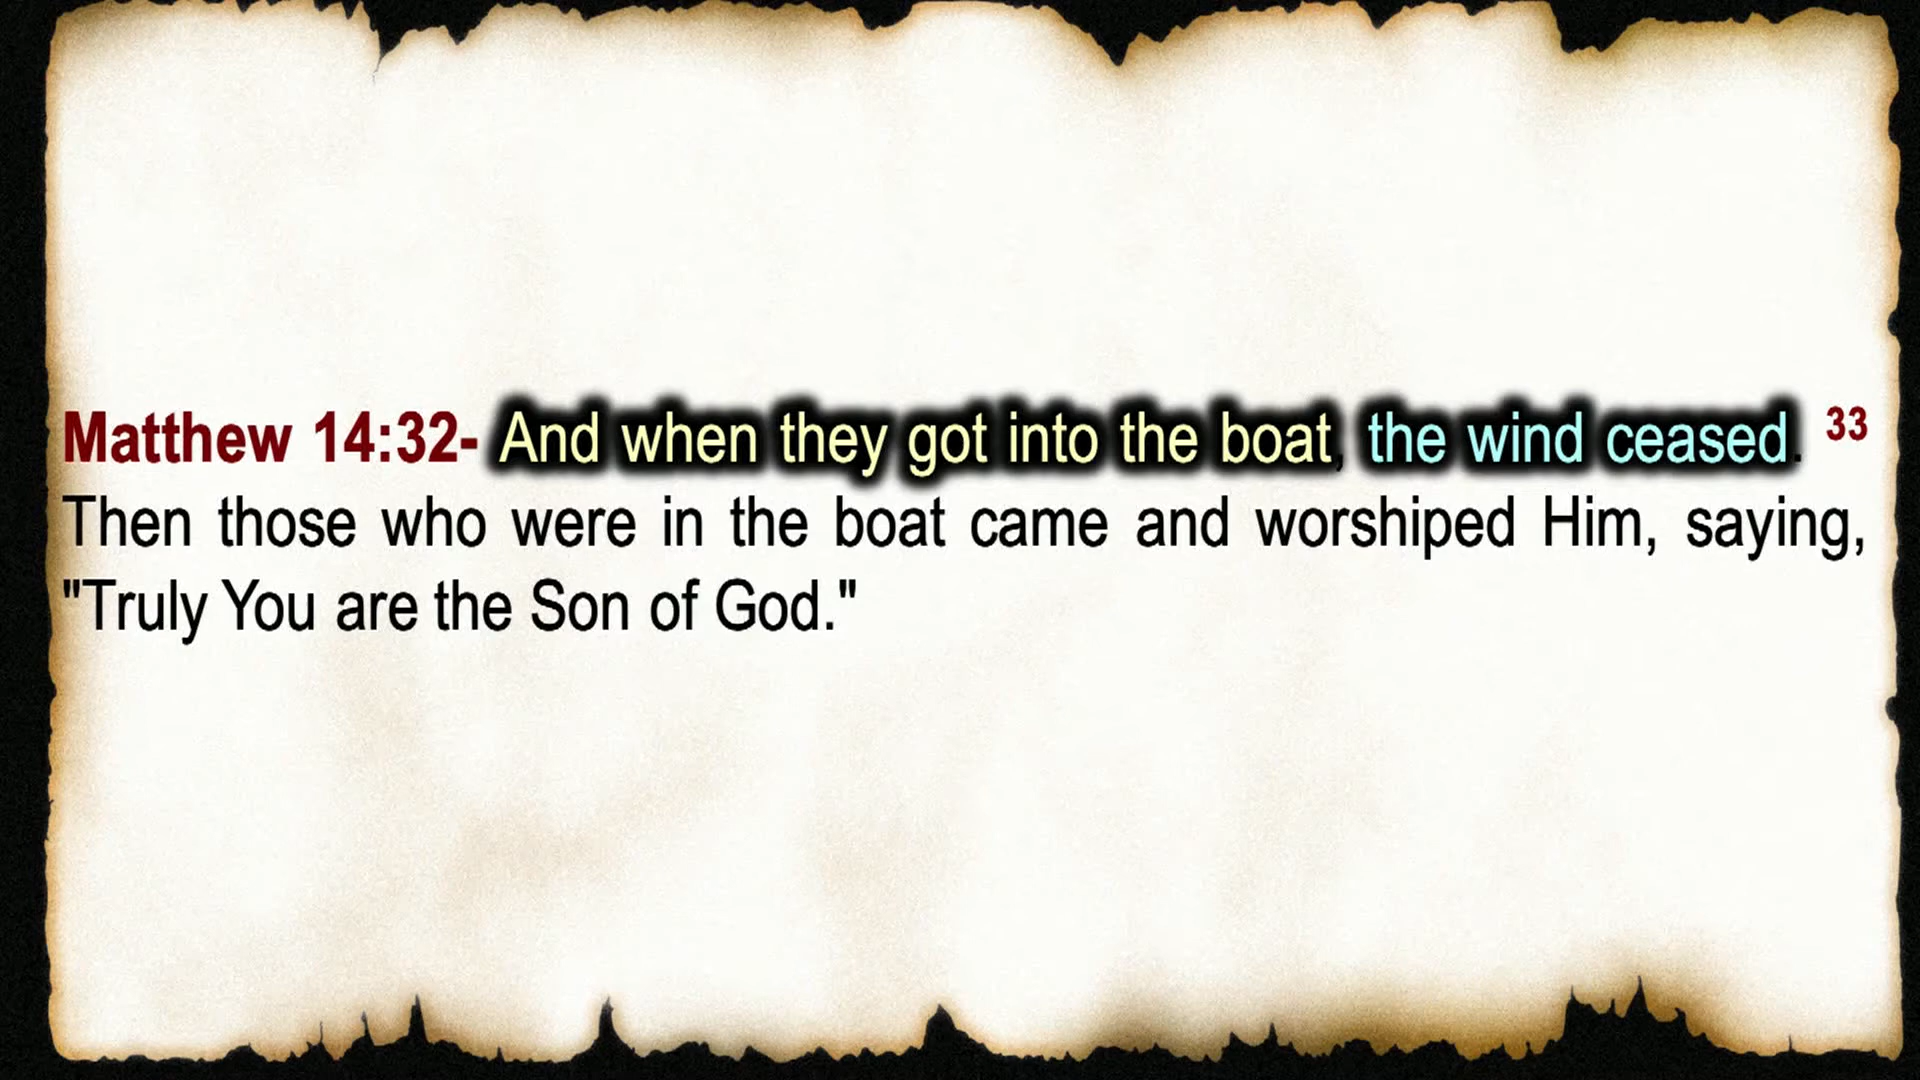 Matthew 14:32- And when they got into the boat, the wind ceased. 33
Then those who were in the boat came and worshiped Him, saying,
"Truly You are the Son of God."